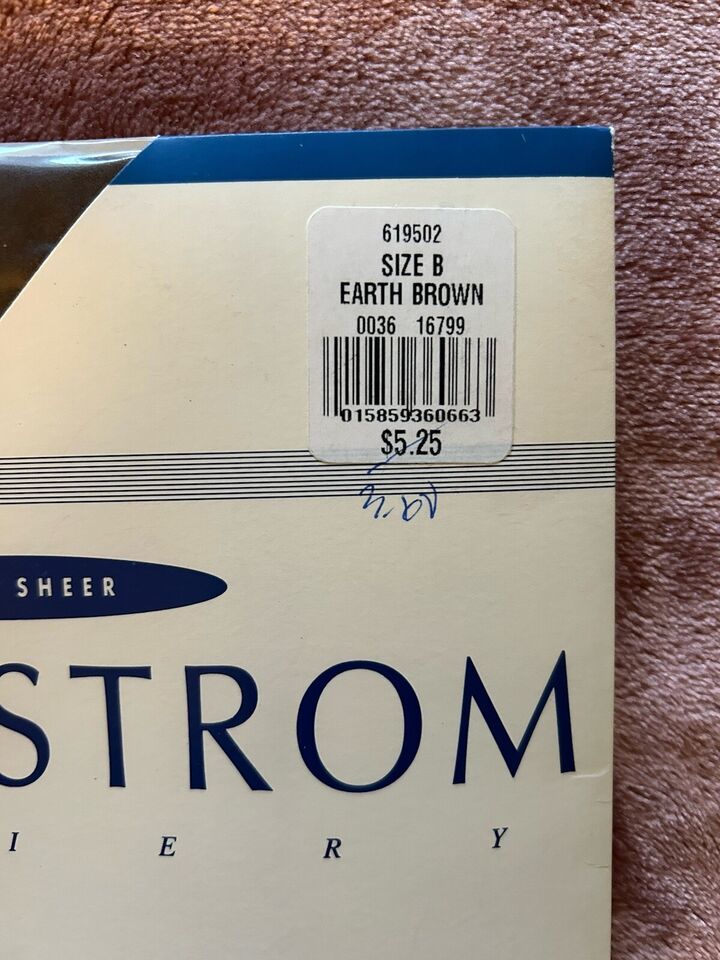 619502
SIZE B
EARTH BROWN
0036 16799
015859360663
$5.25
SHEER
STROM
I E R Y